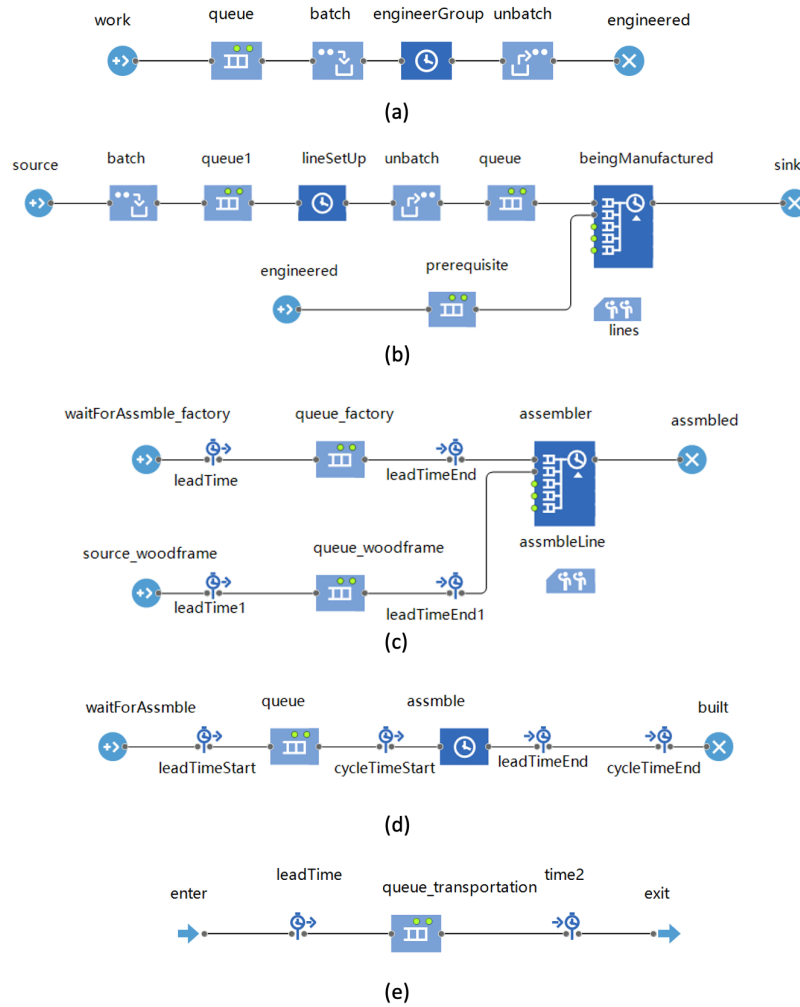 work queue batch engineerGroup unbatch engineered
(a)
source batch queue1 lineSetUp unbatch queue beingManufactured sink
engineered prerequisite
lines
(b)
waitForAssmble_factory queue_factory assembler assmbled
leadTime leadTimeEnd
source_woodframe queue_woodframe assmbleLine
leadTime1 leadTimeEnd1
(c)
waitForAssmble queue assmble built
leadTimeStart cycleTimeStart leadTimeEnd cycleTimeEnd
(d)
enter leadTime queue_transportation time2 exit
(e)